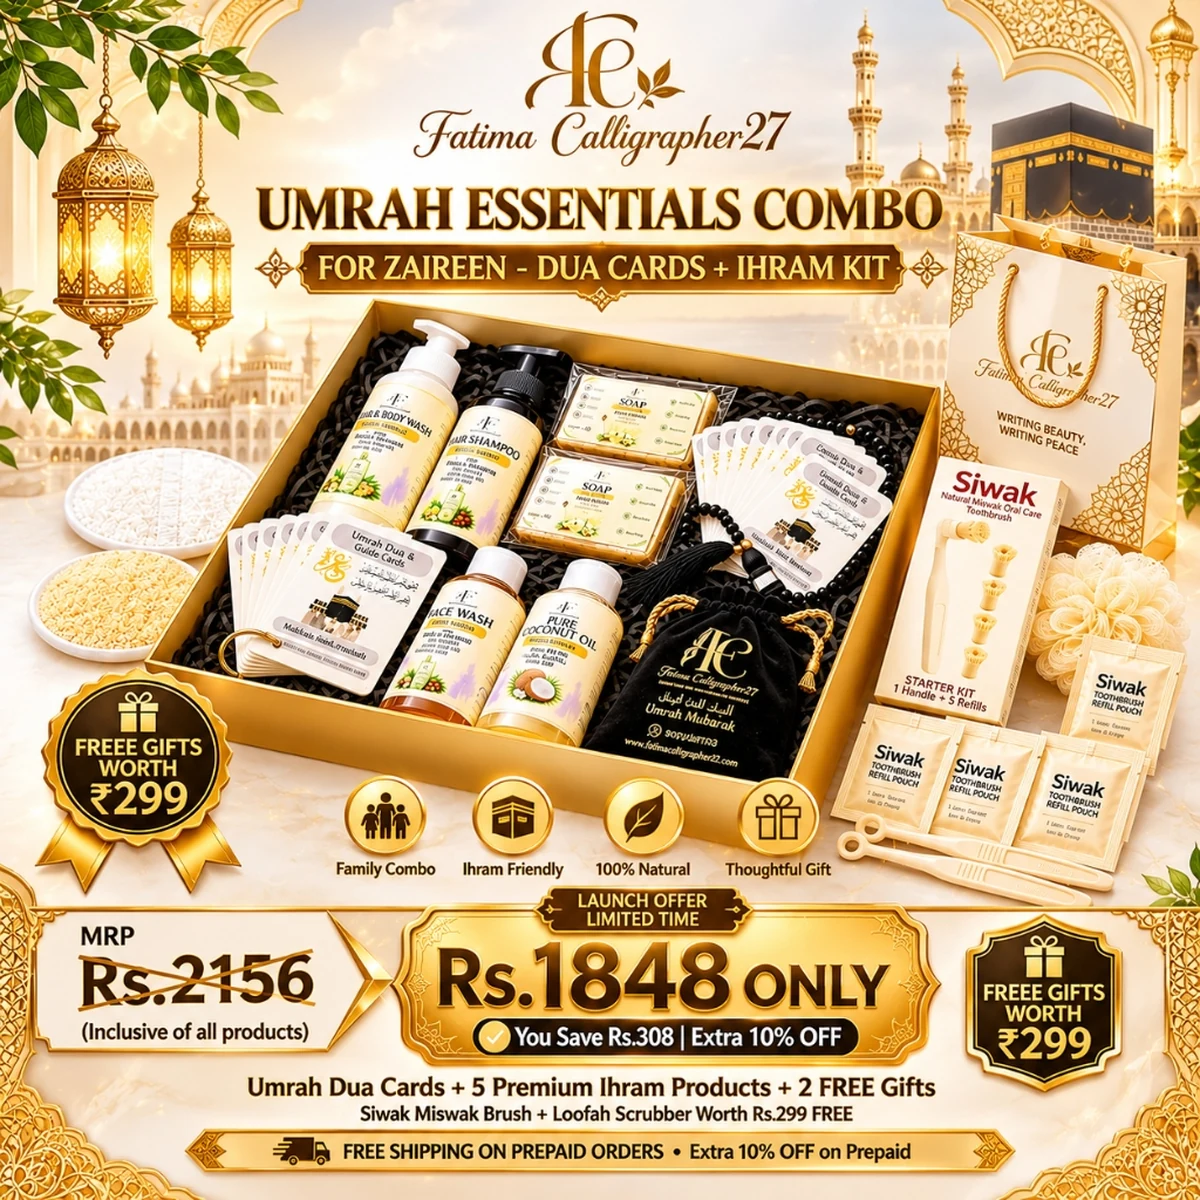 Fatima Calligrapher27
UMRAH ESSENTIALS COMBO
FOR ZAIREEN - DUA CARDS + IHRAM KIT
& BODY WASH
HAIR SHAMPOO
SOAP
SOAP
Umrah Dua &
Guide Cards
FACE WASH
PURE
COCONUT OIL
Fatima Calligrapher27
Umrah Mubarak
Calligrapher27
WRITING BEAUTY,
WRITING PEACE
Siwak
Natural Miswak Oral Care
Toothbrush
STARTER KIT
1 Handle + 5 Refills
Siwak
TOOTHBRUSH
REFILL POUCH
Siwak
TOOTHBRUSH
REFILL POUCH
Siwak
TOOTHBRUSH
REFILL POUCH
Siwak
TOOTHBRUSH
REFILL POUCH
FREEE GIFTS
WORTH
₹299
Family Combo
Ihram Friendly
100% Natural
Thoughtful Gift
LAUNCH OFFER
LIMITED TIME
MRP
Rs.2156
(Inclusive of all products)
Rs.1848 ONLY
You Save Rs.308 | Extra 10% OFF
FREEE GIFTS
WORTH
₹299
Umrah Dua Cards + 5 Premium Ihram Products + 2 FREE Gifts
Siwak Miswak Brush + Loofah Scrubber Worth Rs.299 FREE
FREE SHIPPING ON PREPAID ORDERS • Extra 10% OFF on Prepaid